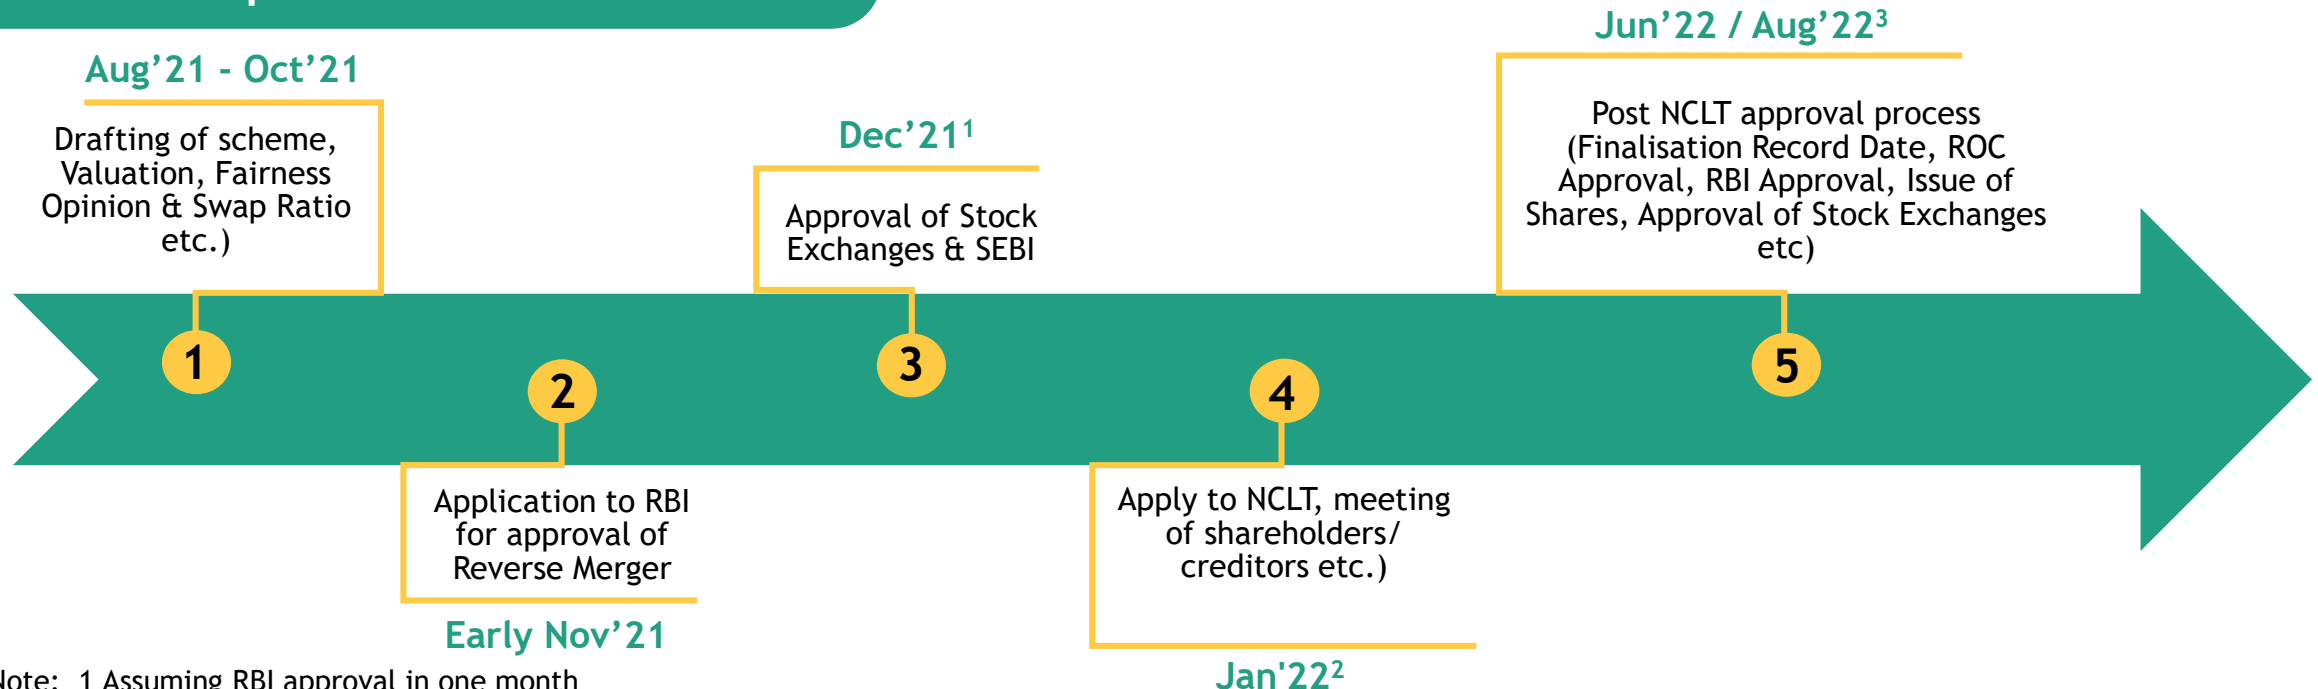 Aug’21 - Oct’21
Drafting of scheme,
Valuation, Fairness
Opinion & Swap Ratio
etc.)
1
2
Application to RBI
for approval of
Reverse Merger
Early Nov’21
Dec’21¹
Approval of Stock
Exchanges & SEBI
3
4
Apply to NCLT, meeting
of shareholders/
creditors etc.)
Jan'22²
Jun’22 / Aug’22³
Post NCLT approval process
(Finalisation Record Date, ROC
Approval, RBI Approval, Issue of
Shares, Approval of Stock Exchanges
etc)
5
Note: 1 Assuming RBI approval in one month